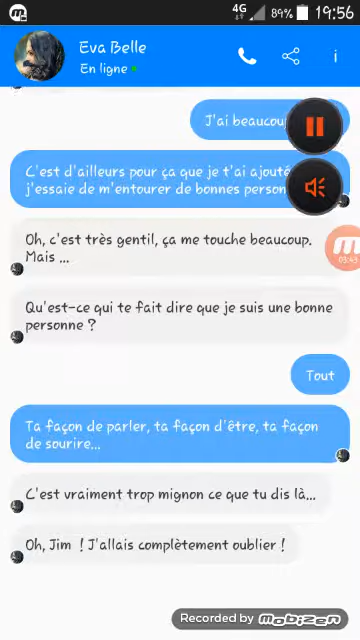 4G 89% 19:56
Eva Belle
En ligne
J'ai beaucoup
C'est d'ailleurs pour ça que je t'ai ajouté
j'essaie de m'entourer de bonnes
Oh, c'est très gentil, ça me touche beaucoup.
Mais ...
03:43
Qu'est-ce qui te fait dire que je suis une bonne
personne ?
Tout
Ta façon de parler, ta façon d'être, ta façon
de sourire...
C'est vraiment trop mignon ce que tu dis là...
Oh, Jim ! J'allais complètement oublier !
Recorded by mobizen